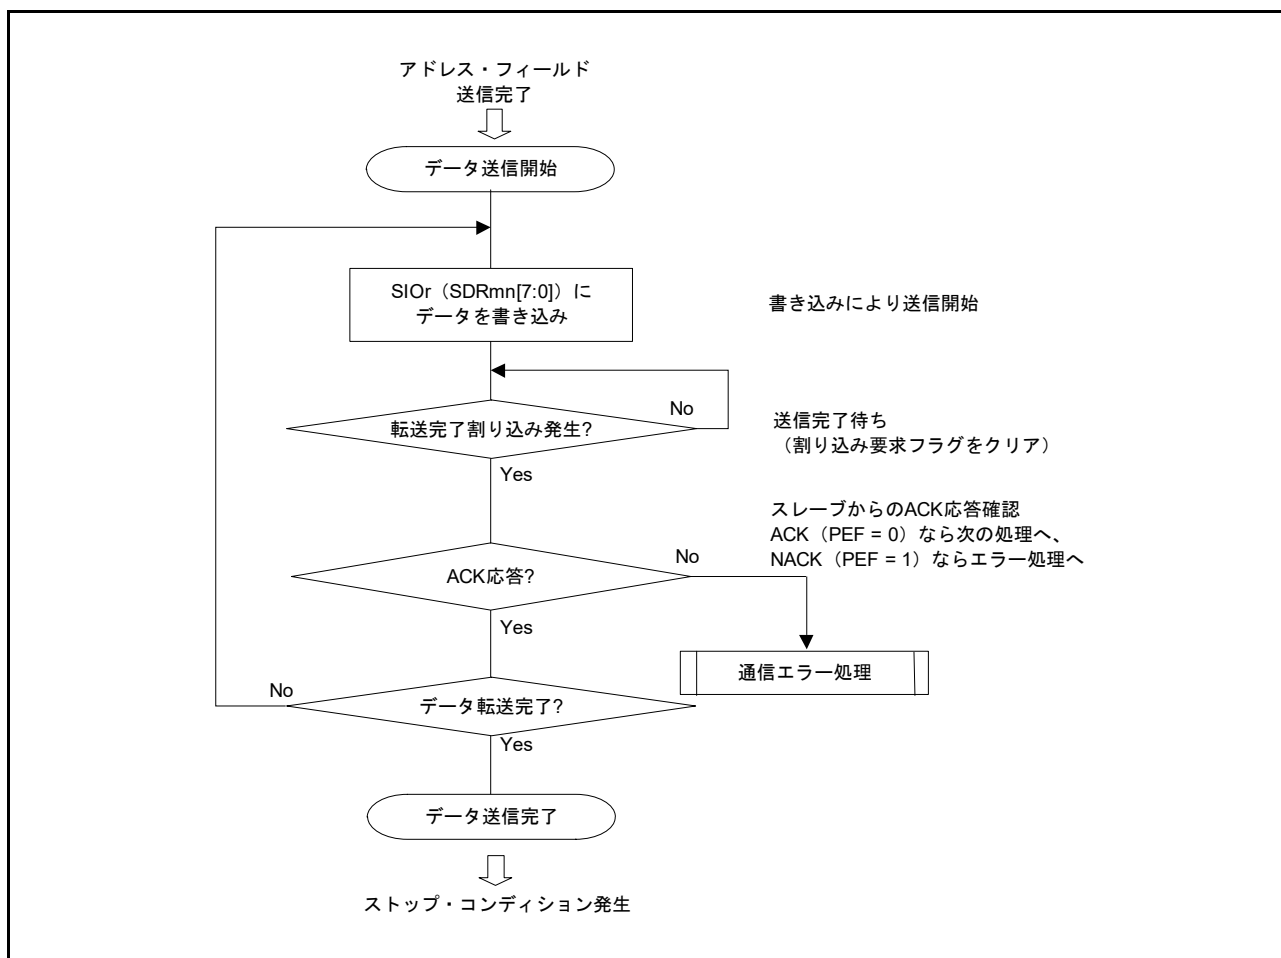 アドレス・フィールド
送信完了
データ送信開始
SIOr（SDRmn[7:0]）に
データを書き込み
書き込みにより送信開始
No
転送完了割り込み発生?
送信完了待ち
（割り込み要求フラグをクリア）
Yes
スレーブからのACK応答確認
ACK（PEF = 0）なら次の処理へ、
NACK（PEF = 1）ならエラー処理へ
No
ACK応答?
Yes
通信エラー処理
No
データ転送完了?
Yes
データ送信完了
ストップ・コンディション発生